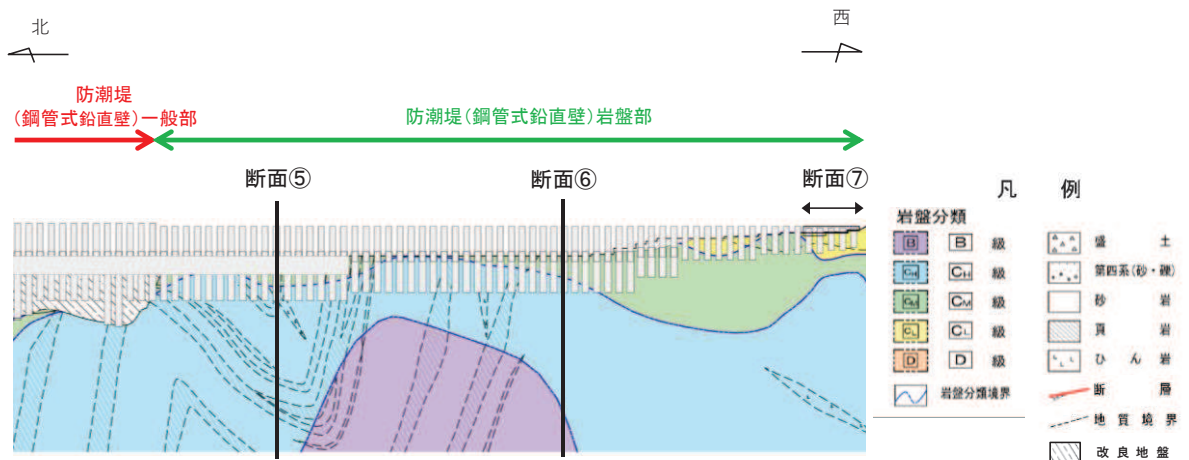 北
西
防潮堤
(鋼管式鉛直壁)一般部
防潮堤(鋼管式鉛直壁)岩盤部
断面⑤
断面⑥
断面⑦
凡 例
岩盤分類
B B 級
CH CH 級
CM CM 級
CL CL 級
D D 級
岩盤分類境界
盛 土
第四系(砂・礫)
砂 岩
頁 岩
ひ ん 岩
断 層
地 質 境 界
改 良 地 盤